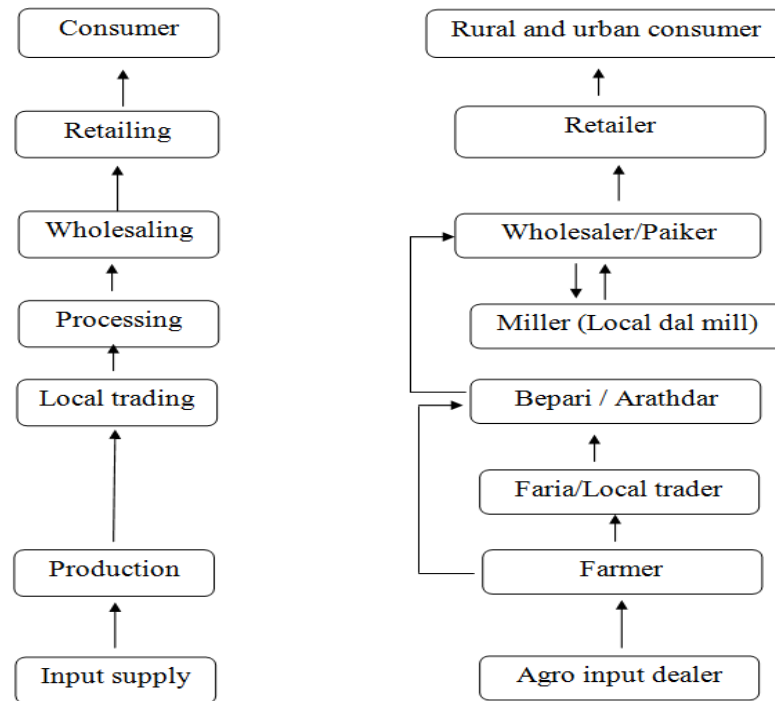 Consumer
Retailing
Wholesaling
Processing
Local trading
Production
Input supply
Rural and urban consumer
Retailer
Wholesaler/Paiker
Miller (Local dal mill)
Bepari / Arathdar
Faria/Local trader
Farmer
Agro input dealer